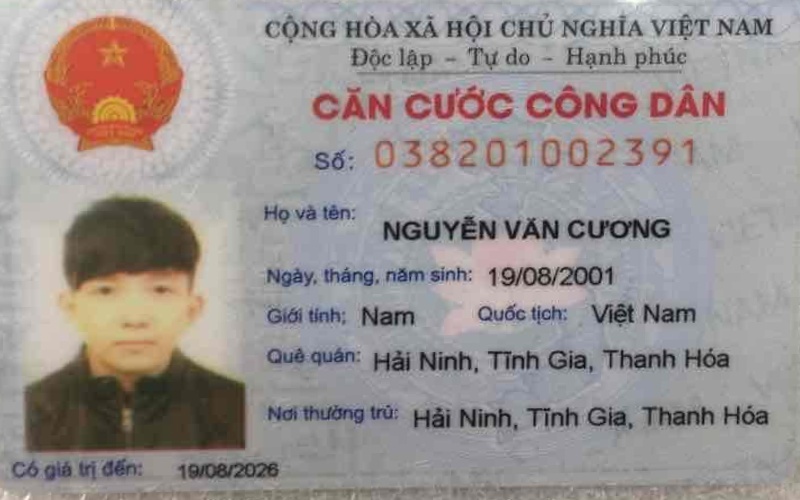 CỘNG HÒA XÃ HỘI CHỦ NGHĨA VIỆT NAM
Độc lập - Tự do - Hạnh phúc
CĂN CƯỚC CÔNG DÂN
Số: 038201002391
Họ và tên: NGUYỄN VĂN CƯƠNG
Ngày, tháng, năm sinh: 19/08/2001
Giới tính: Nam Quốc tịch: Việt Nam
Quê quán: Hải Ninh, Tĩnh Gia, Thanh Hóa
Nơi thường trú: Hải Ninh, Tĩnh Gia, Thanh Hóa
Có giá trị đến: 19/08/2026